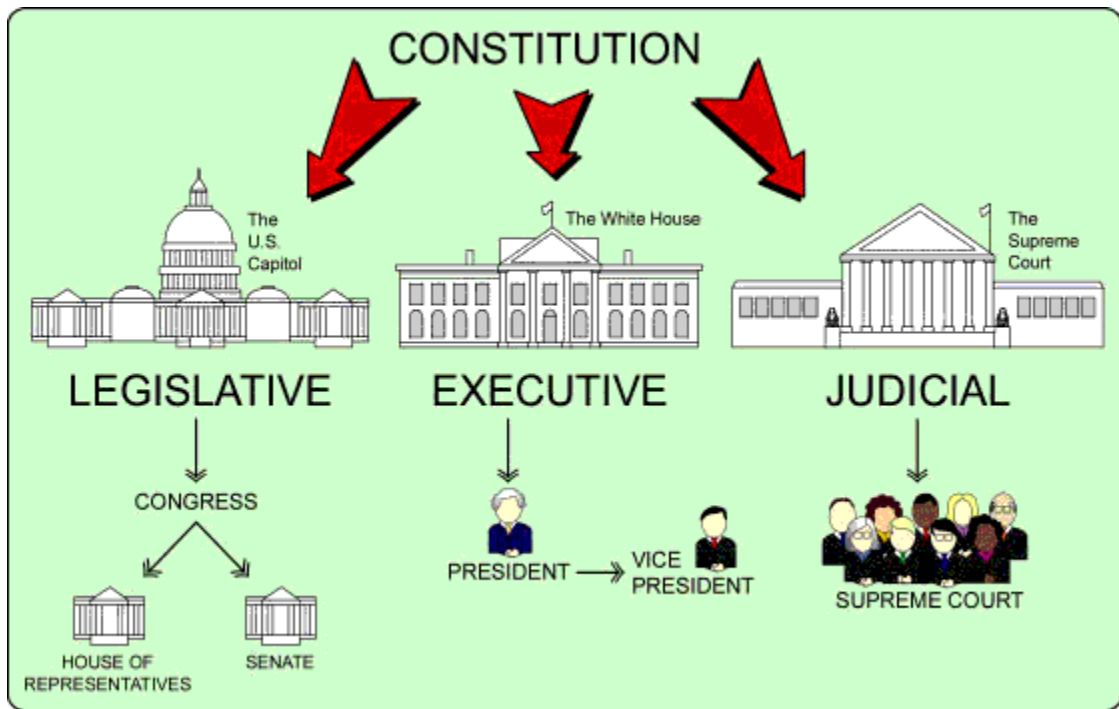 CONSTITUTION
The
U.S.
Capitol
The White House
The
Supreme
Court
LEGISLATIVE
EXECUTIVE
JUDICIAL
CONGRESS
PRESIDENT
VICE
PRESIDENT
SUPREME COURT
HOUSE OF
REPRESENTATIVES
SENATE